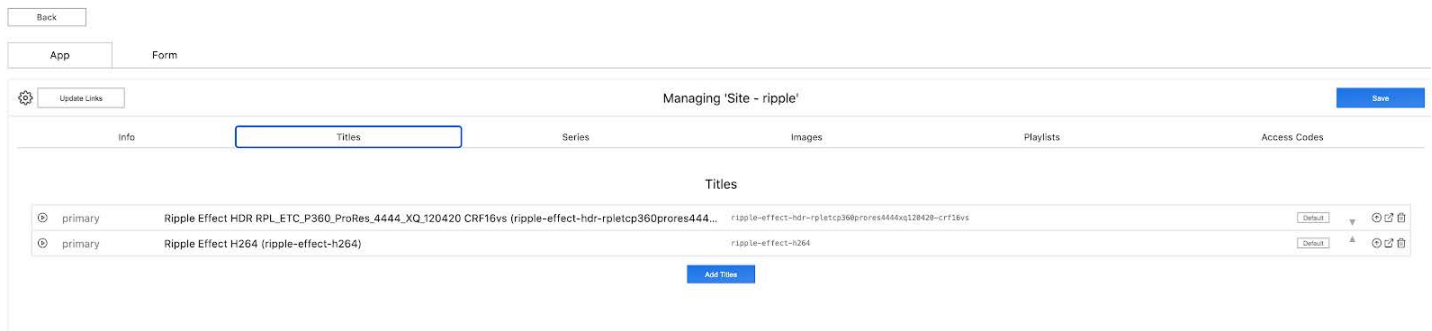 Back
App Form
Update Links Managing 'Site - ripple' Save
Info Titles Series Images Playlists Access Codes
Titles
primary Ripple Effect HDR RPL_ETC_P360_ProRes_4444_XQ_120420 CRF16vs (ripple-effect-hdr-rpletcp360prores444... ripple-effect-hdr-rpletcp360prores4444xq120420-crf16vs Default
primary Ripple Effect H264 (ripple-effect-h264) ripple-effect-h264 Default
Add Titles